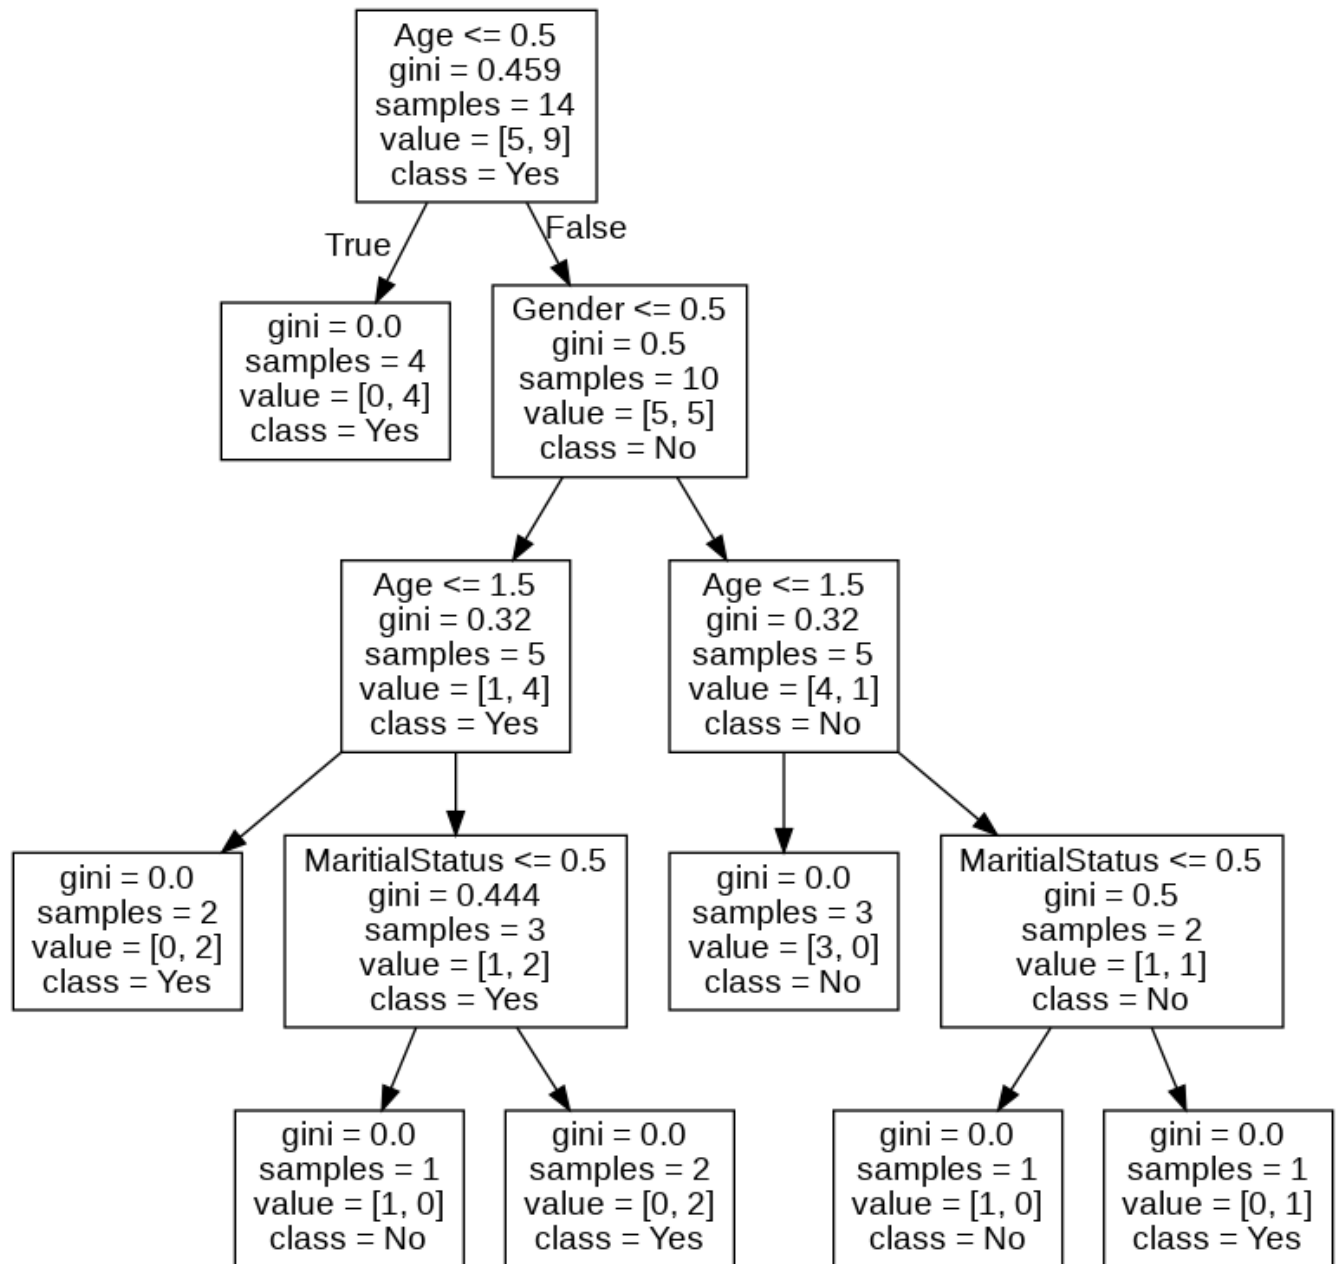 Age <= 0.5
gini = 0.459
samples = 14
value = [5, 9]
class = Yes
True
False
gini = 0.0
samples = 4
value = [0, 4]
class = Yes
Gender <= 0.5
gini = 0.5
samples = 10
value = [5, 5]
class = No
Age <= 1.5
gini = 0.32
samples = 5
value = [1, 4]
class = Yes
Age <= 1.5
gini = 0.32
samples = 5
value = [4, 1]
class = No
gini = 0.0
samples = 2
value = [0, 2]
class = Yes
MaritialStatus <= 0.5
gini = 0.444
samples = 3
value = [1, 2]
class = Yes
gini = 0.0
samples = 3
value = [3, 0]
class = No
MaritialStatus <= 0.5
gini = 0.5
samples = 2
value = [1, 1]
class = No
gini = 0.0
samples = 1
value = [1, 0]
class = No
gini = 0.0
samples = 2
value = [0, 2]
class = Yes
gini = 0.0
samples = 1
value = [1, 0]
class = No
gini = 0.0
samples = 1
value = [0, 1]
class = Yes